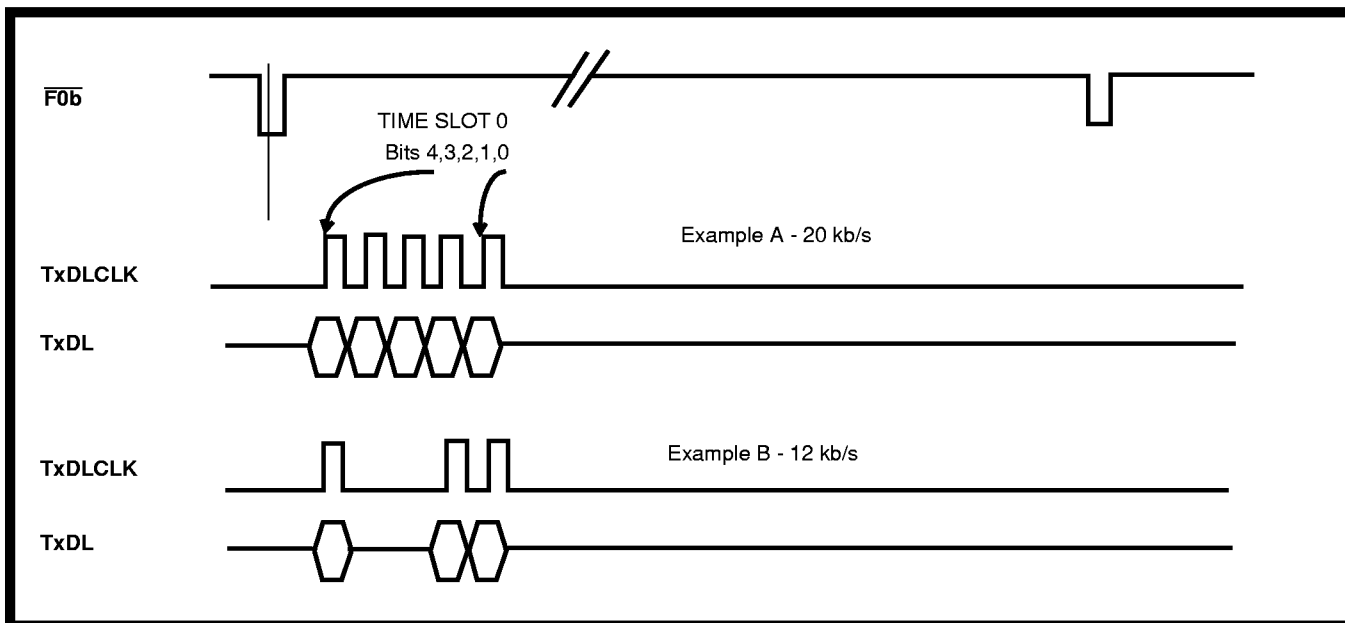 F0b
TIME SLOT 0
Bits 4,3,2,1,0
Example A - 20 kb/s
TxDLCLK
TxDL
Example B - 12 kb/s
TxDLCLK
TxDL